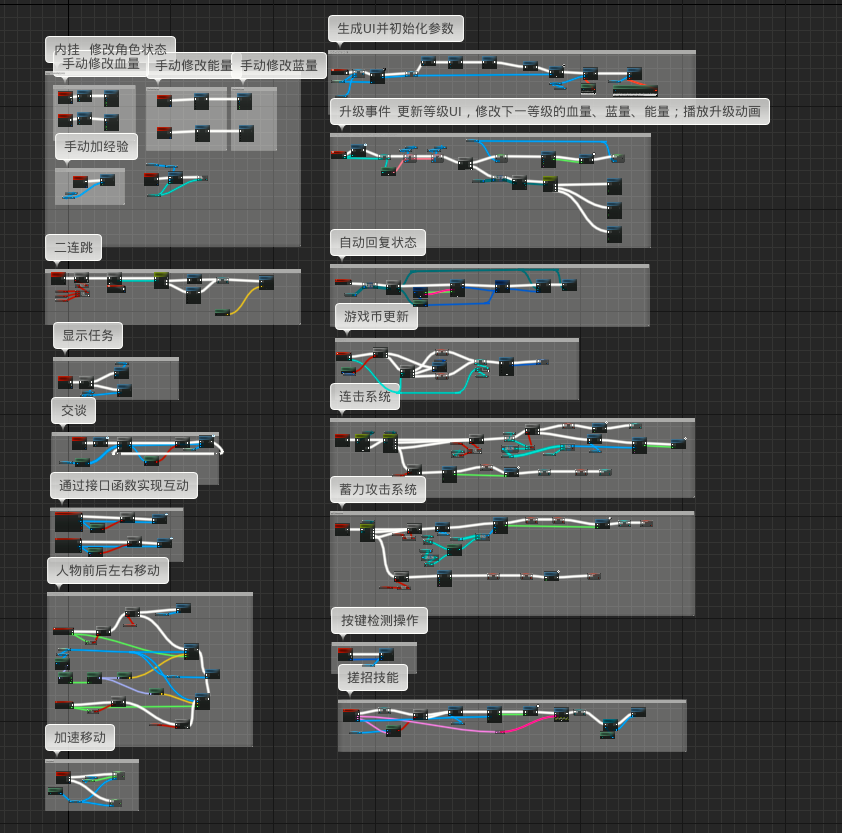 内挂 修改角色状态
手动修改血量
手动修改能量
手动修改蓝量
手动加经验
二连跳
显示任务
交谈
通过接口函数实现互动
人物前后左右移动
加速移动
生成UI并初始化参数
升级事件 更新等级UI，修改下一等级的血量、蓝量、能量；播放升级动画
自动回复状态
游戏币更新
连击系统
蓄力攻击系统
按键检测操作
搓招技能